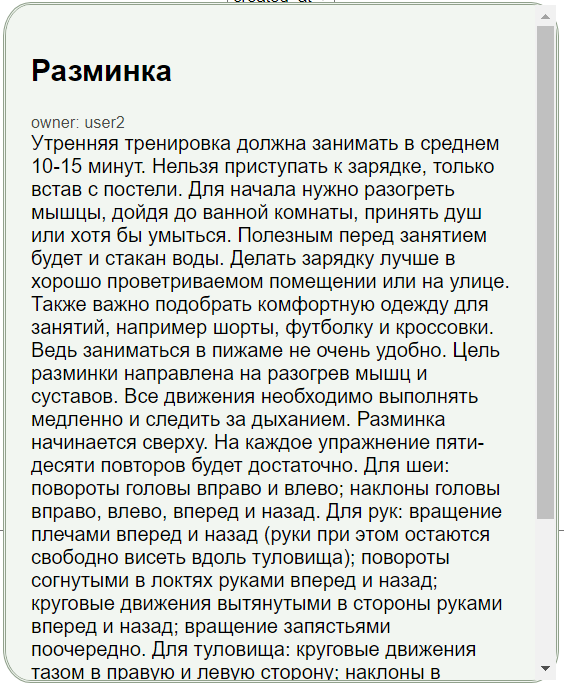 Разминка
owner: user2
Утренняя тренировка должна занимать в среднем
10-15 минут. Нельзя приступать к зарядке, только
встав с постели. Для начала нужно разогреть
мышцы, дойдя до ванной комнаты, принять душ
или хотя бы умыться. Полезным перед занятием
будет и стакан воды. Делать зарядку лучше в
хорошо проветриваемом помещении или на улице.
Также важно подобрать комфортную одежду для
занятий, например шорты, футболку и кроссовки.
Ведь заниматься в пижаме не очень удобно. Цель
разминки направлена на разогрев мышц и
суставов. Все движения необходимо выполнять
медленно и следить за дыханием. Разминка
начинается сверху. На каждое упражнение пяти-
десяти повторов будет достаточно. Для шеи:
повороты головы вправо и влево; наклоны головы
вправо, влево, вперед и назад. Для рук: вращение
плечами вперед и назад (руки при этом остаются
свободно висеть вдоль туловища); повороты
согнутыми в локтях руками вперед и назад;
круговые движения вытянутыми в стороны руками
вперед и назад; вращение запястьями
поочередно. Для туловища: круговые движения
тазом в правую и левую сторону; наклоны в